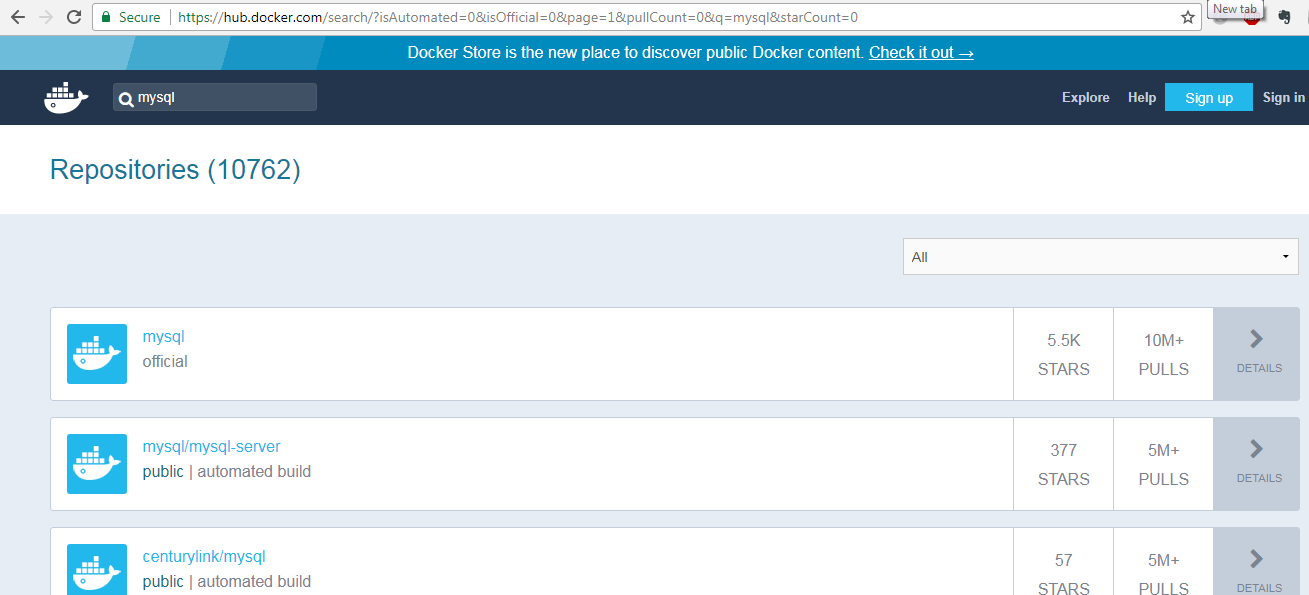 New tab
Secure https://hub.docker.com/search/?isAutomated=0&isOfficial=0&page=1&pullCount=0&q=mysql&starCount=0
Docker Store is the new place to discover public Docker content. Check it out →
mysql Explore Help Sign up Sign in
Repositories (10762)
All
mysql
official
5.5K
STARS
10M+
PULLS
DETAILS
mysql/mysql-server
public | automated build
377
STARS
5M+
PULLS
DETAILS
centurylink/mysql
public | automated build
57
STARS
5M+
PULLS
DETAILS